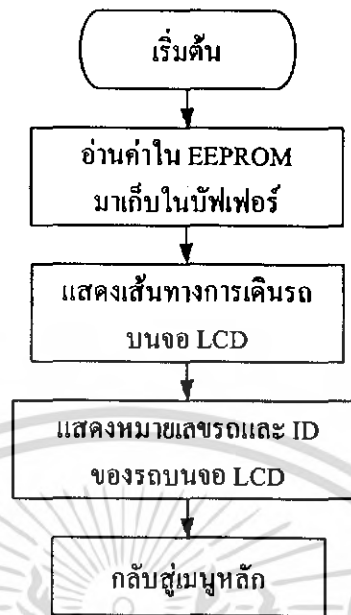 เริ่มต้น
อ่านค่าใน EEPROM
มาเก็บในบัฟเฟอร์
แสดงเส้นทางการเดินรถ
บนจอ LCD
แสดงหมายเลขรถและ ID
ของรถบนจอ LCD
กลับสู่เมนูหลัก